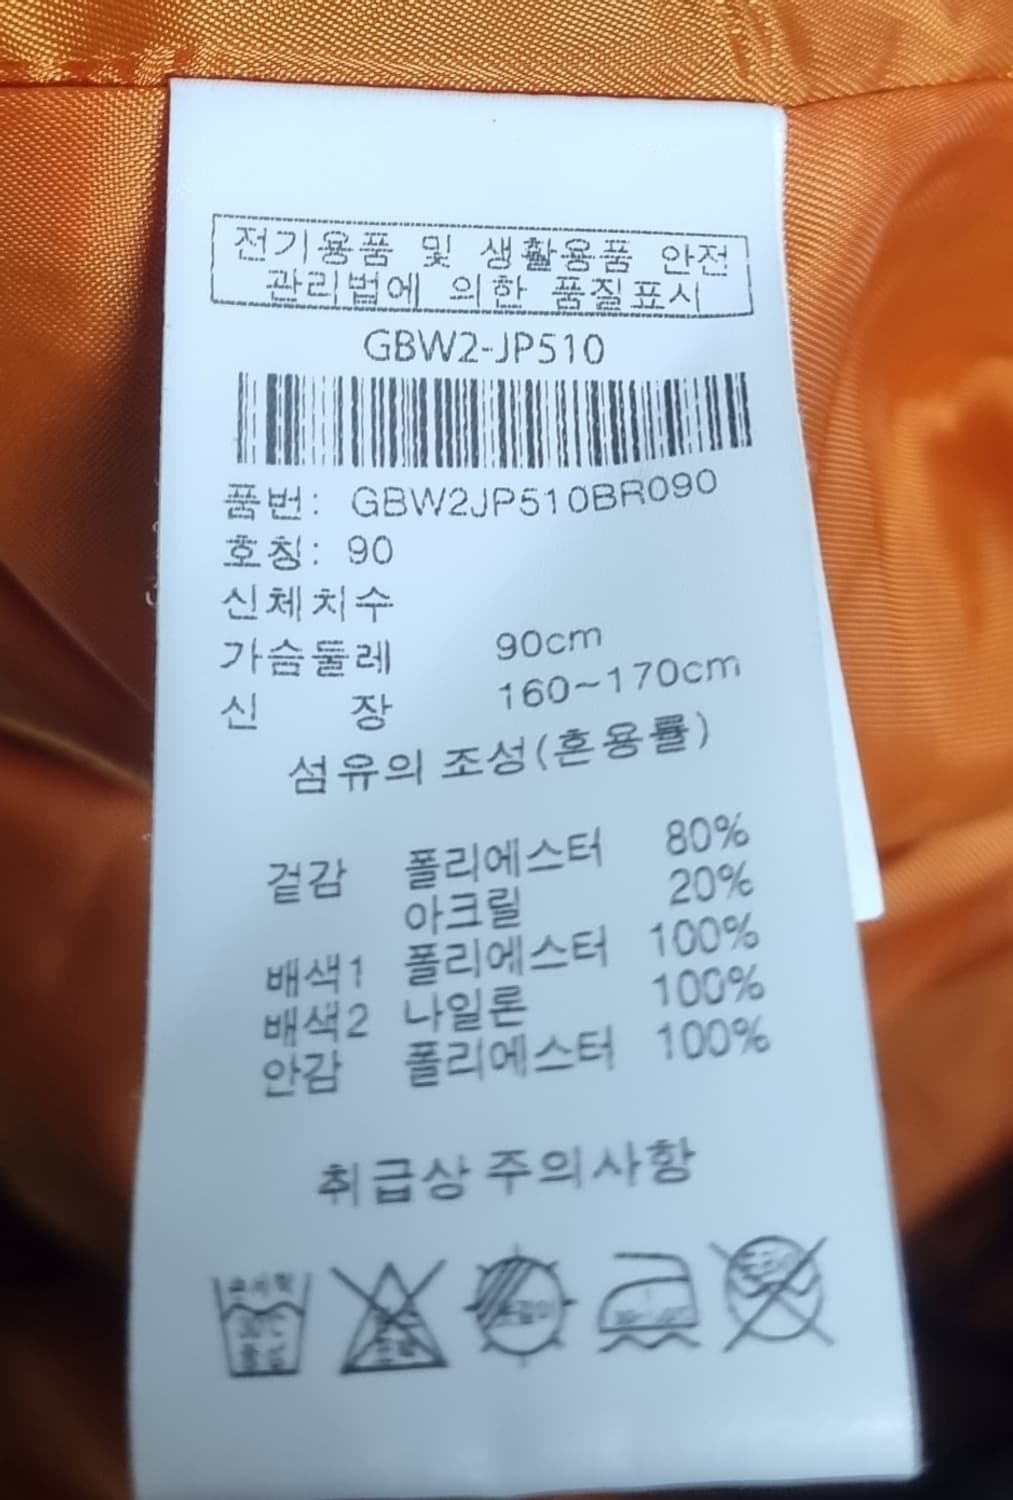 전기용품 및 생활용품 안전
관리법에 의한 품질표시
GBW2-JP510
품번: GBW2JP510BR090
호칭: 90
신체치수
가슴둘레 90cm
신 장 160~170cm
섬유의 조성(혼용률)
겉감 폴리에스터 80%
아크릴 20%
배색1 폴리에스터 100%
배색2 나일론 100%
안감 폴리에스터 100%
취급상 주의사항